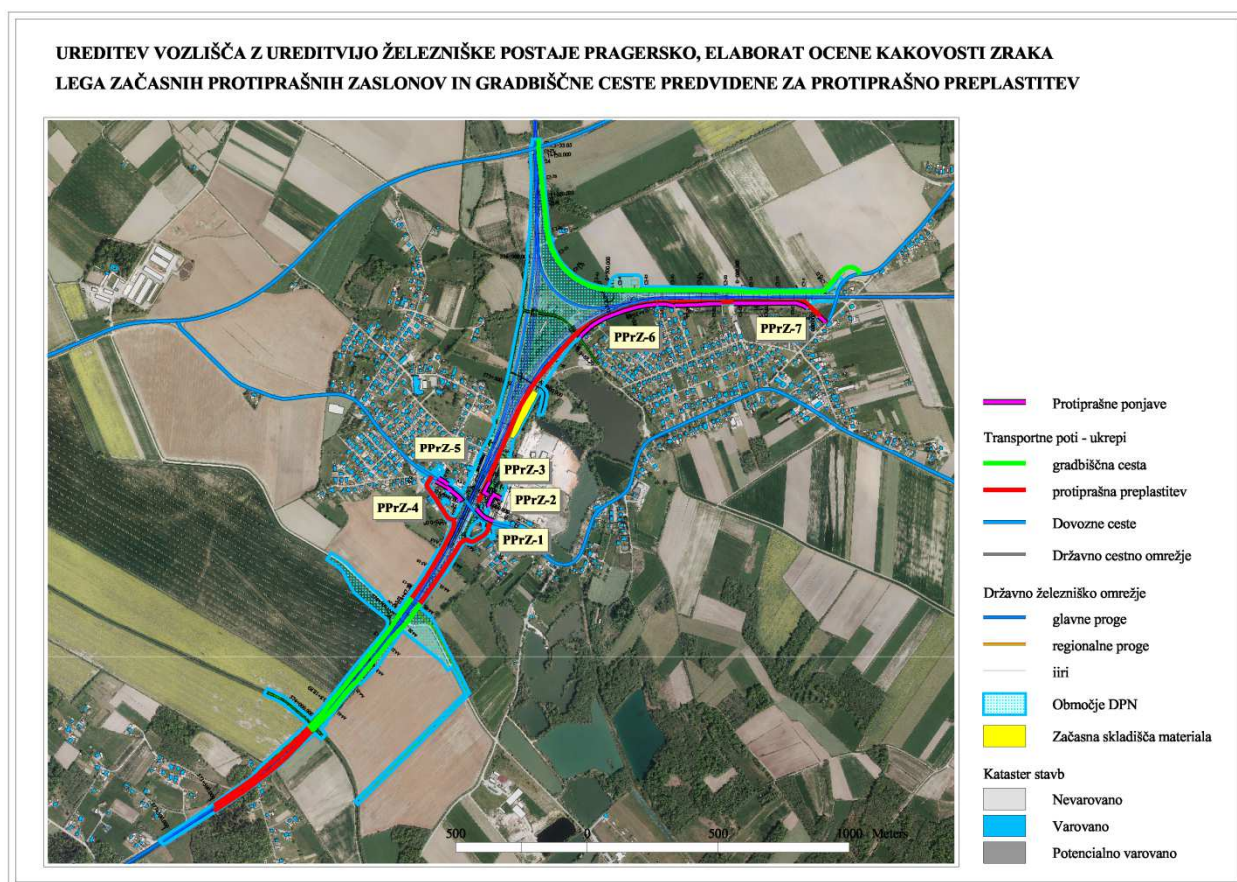 UREDITEV VOZLIŠČA Z UREDITVIJO ŽELEZNIŠKE POSTAJE PRAGERSKO, ELABORAT OCENE KAKOVOSTI ZRAKA
LEGA ZAČASNIH PROTIPRAŠNIH ZASLONOV IN GRADBIŠČNE CESTE PREDVIDENE ZA PROTIPRAŠNO PREPLASTITEV
PPrZ-6
PPrZ-7
PPrZ-5
PPrZ-3
PPrZ-2
PPrZ-4
PPrZ-1
500
0
500
1000 Meters
Protiprašne ponjave
Transportne poti - ukrepi
gradbiščna cesta
protiprašna preplastitev
Dovozne ceste
Državno cestno omrežje
Državno železniško omrežje
glavne proge
regionalne proge
iiri
Območje DPN
Začasna skladišča materiala
Kataster stavb
Nevarovano
Varovano
Potencialno varovano